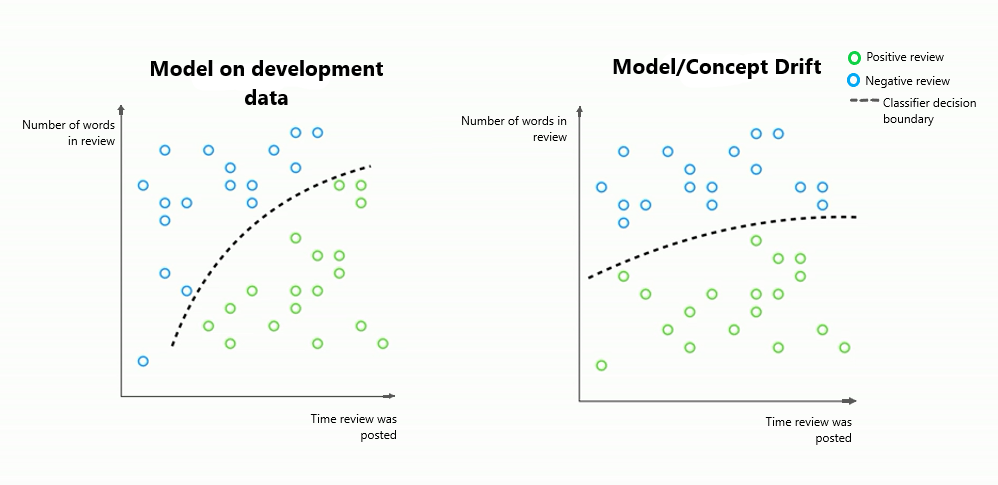 Model on development
data
Number of words
in review
Time review was
posted
Model/Concept Drift
Number of words in
review
Time review was
posted
Positive review
Negative review
Classifier decision
boundary